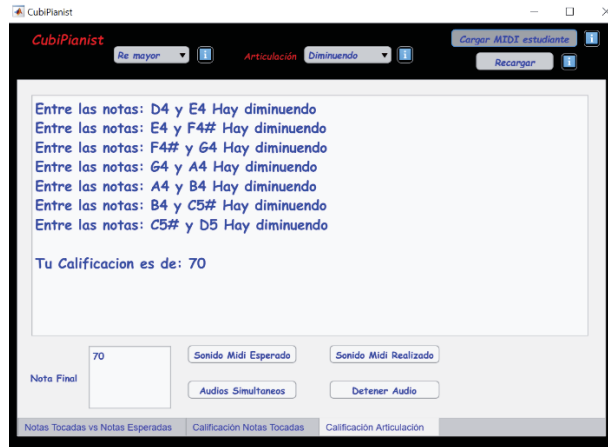 CubiPianist
CubiPianist
Re mayor
Articulación
Diminuendo
Cargar MIDI estudiante
Recargar
Entre las notas: D4 y E4 Hay diminuendo
Entre las notas: E4 y F4# Hay diminuendo
Entre las notas: F4# y G4 Hay diminuendo
Entre las notas: G4 y A4 Hay diminuendo
Entre las notas: A4 y B4 Hay diminuendo
Entre las notas: B4 y C5# Hay diminuendo
Entre las notas: C5# y D5 Hay diminuendo
Tu Calificacion es de: 70
Nota Final
70
Sonido Midi Esperado
Sonido Midi Realizado
Audios Simultaneos
Detener Audio
Notas Tocadas vs Notas Esperadas
Calificación Notas Tocadas
Calificación Articulación